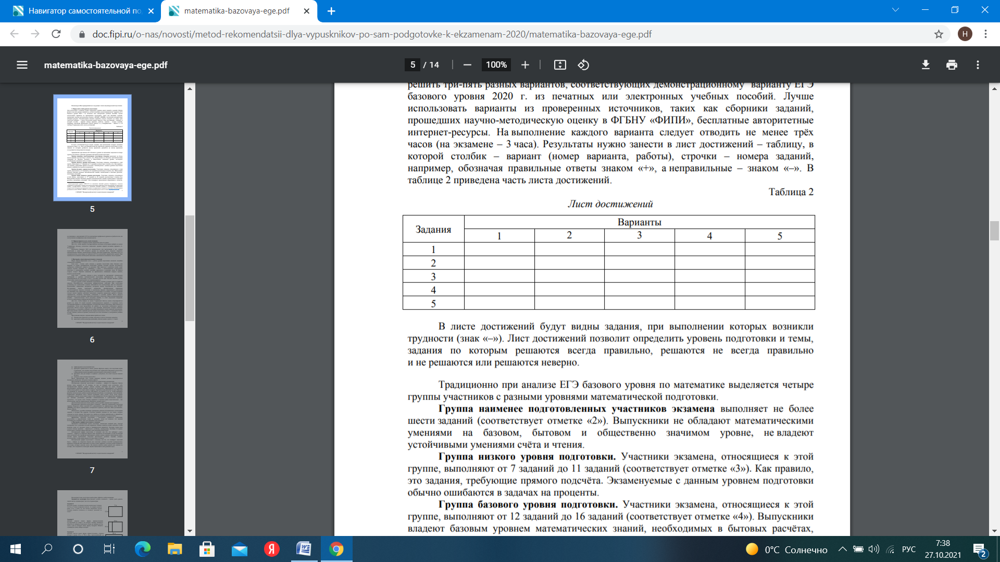 Навигатор самостоятельной по
matematika-bazovaya-ege.pdf
doc.fipi.ru/o-nas/novosti/metod-rekomendatsii-dlya-vypusknikov-po-sam-podgotovke-k-ekzamenam-2020/matematika-bazovaya-ege.pdf
H
matematika-bazovaya-ege.pdf
5 / 14
100%
5
6
7
решить три-пять разных вариантов, соответствующих демонстрационному варианту ЕГЭ
базового уровня 2020 г. из печатных или электронных учебных пособий. Лучше
использовать варианты из проверенных источников, таких как сборники заданий,
прошедших научно-методическую оценку в ФГБНУ «ФИПИ», бесплатные авторитетные
интернет-ресурсы. На выполнение каждого варианта следует отводить не менее трёх
часов (на экзамене – 3 часа). Результаты нужно занести в лист достижений – таблицу, в
которой столбик – вариант (номер варианта, работы), строчки – номера заданий,
например, обозначая правильные ответы знаком «+», а неправильные – знаком «–». В
таблице 2 приведена часть листа достижений.
Таблица 2
Лист достижений
Задания
Варианты
1 2 3 4 5
1
2
3
4
5
В листе достижений будут видны задания, при выполнении которых возникли
трудности (знак «–»). Лист достижений позволит определить уровень подготовки и темы,
задания по которым решаются всегда правильно, решаются не всегда правильно
и не решаются или решаются неверно.
Традиционно при анализе ЕГЭ базового уровня по математике выделяется четыре
группы участников с разными уровнями математической подготовки.
Группа наименее подготовленных участников экзамена выполняет не более
шести заданий (соответствует отметке «2»). Выпускники не обладают математическими
умениями на базовом, бытовом и общественно значимом уровне, не владеют
устойчивыми умениями счёта и чтения.
Группа низкого уровня подготовки. Участники экзамена, относящиеся к этой
группе, выполняют от 7 заданий до 11 заданий (соответствует отметке «3»). Как правило,
это задания, требующие прямого подсчёта. Экзаменуемые с данным уровнем подготовки
обычно ошибаются в задачах на проценты.
Группа базового уровня подготовки. Участники экзамена, относящиеся к этой
группе, выполняют от 12 заданий до 16 заданий (соответствует отметке «4»). Выпускники
владеют базовым уровнем математических знаний, необходимых в бытовых расчётах,
0°C Солнечно
РУС
7:38
27.10.2021
2